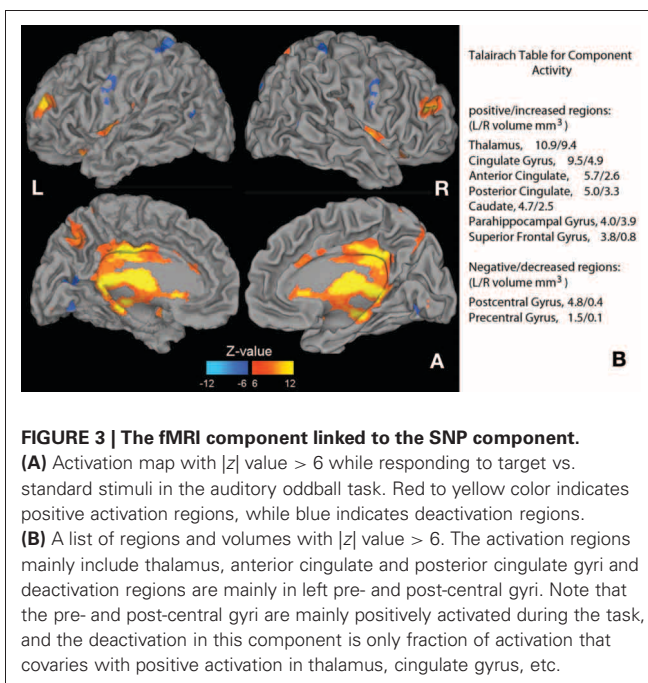 Talairach Table for Component
Activity
positive/increased regions:
(L/R volume mm³ )
Thalamus, 10.9/9.4
Cingulate Gyrus, 9.5/4.9
Anterior Cingulate, 5.7/2.6
Posterior Cingulate, 5.0/3.3
Caudate, 4.7/2.5
Parahippocampal Gyrus, 4.0/3.9
Superior Frontal Gyrus, 3.8/0.8
Negative/decreased regions:
(L/R volume mm³ )
Postcentral Gyrus, 4.8/0.4
Precentral Gyrus, 1.5/0.1
L
R
Z-value
-12 -6 6 12
A
B
FIGURE 3 | The fMRI component linked to the SNP component.
(A) Activation map with |z| value > 6 while responding to target vs.
standard stimuli in the auditory oddball task. Red to yellow color indicates
positive activation regions, while blue indicates deactivation regions.
(B) A list of regions and volumes with |z| value > 6. The activation regions
mainly include thalamus, anterior cingulate and posterior cingulate gyri and
deactivation regions are mainly in left pre- and post-central gyri. Note that
the pre- and post-central gyri are mainly positively activated during the task,
and the deactivation in this component is only fraction of activation that
covaries with positive activation in thalamus, cingulate gyrus, etc.